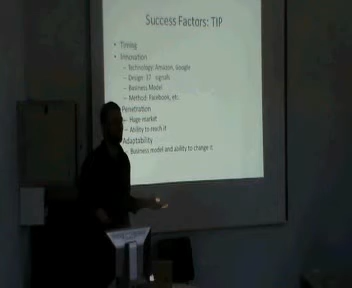 Success Factors: TIP
• Timing
• Innovation
– Technology: Amazon, Google
– Design: 37 signals
– Business Model
– Method: Facebook, etc.
Penetration
– Huge market
– Ability to reach it
Adaptability
– Business model and ability to change it